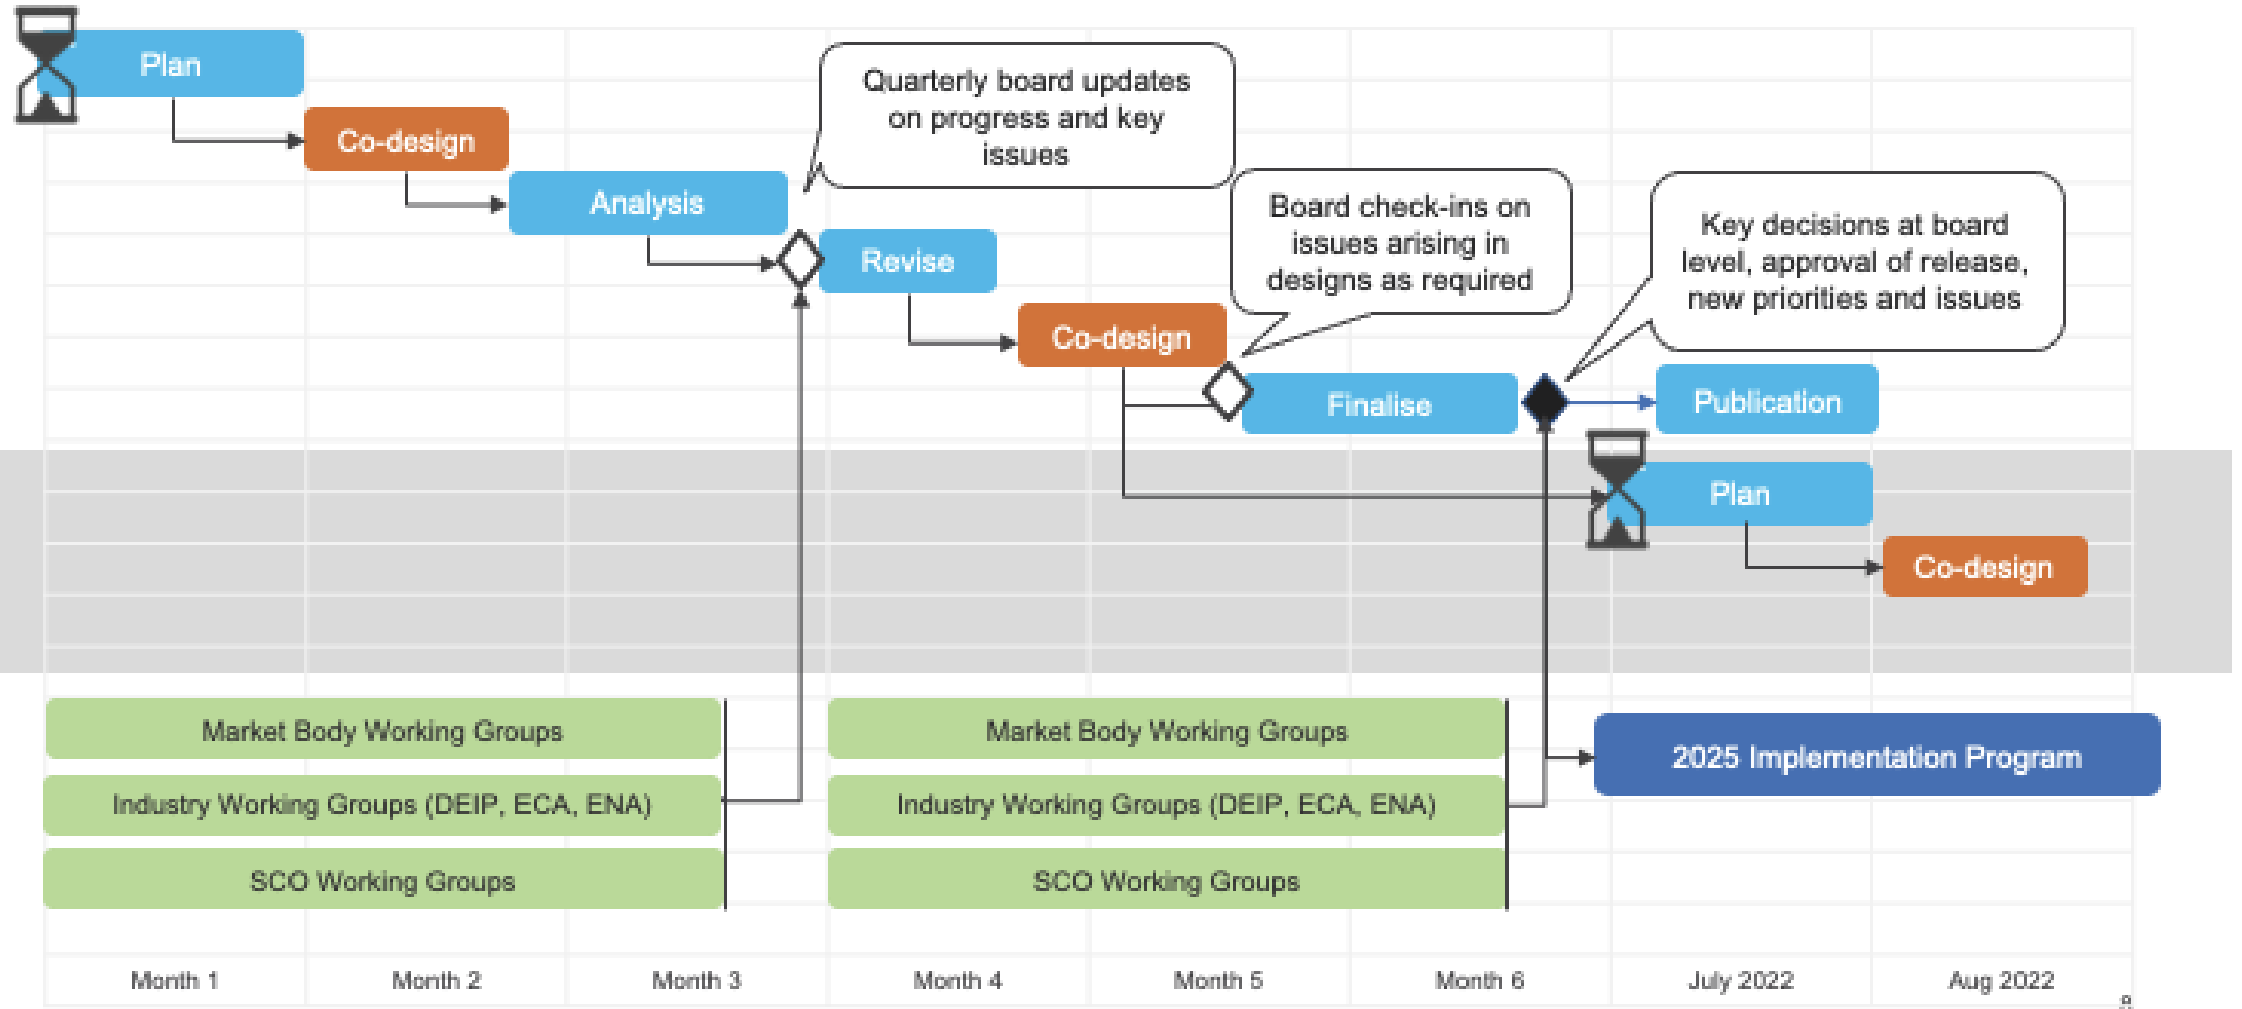 Plan
Quarterly board updates
on progress and key
issues
Co-design
Analysis
Board check-ins on
issues arising in
designs as required
Key decisions at board
level, approval of release,
new priorities and issues
Revise
Co-design
Finalise
Publication
Plan
Co-design
Market Body Working Groups
Market Body Working Groups
2025 Implementation Program
Industry Working Groups (DEIP, ECA, ENA)
Industry Working Groups (DEIP, ECA, ENA)
SCO Working Groups
SCO Working Groups
Month 1
Month 2
Month 3
Month 4
Month 5
Month 6
July 2022
Aug 2022